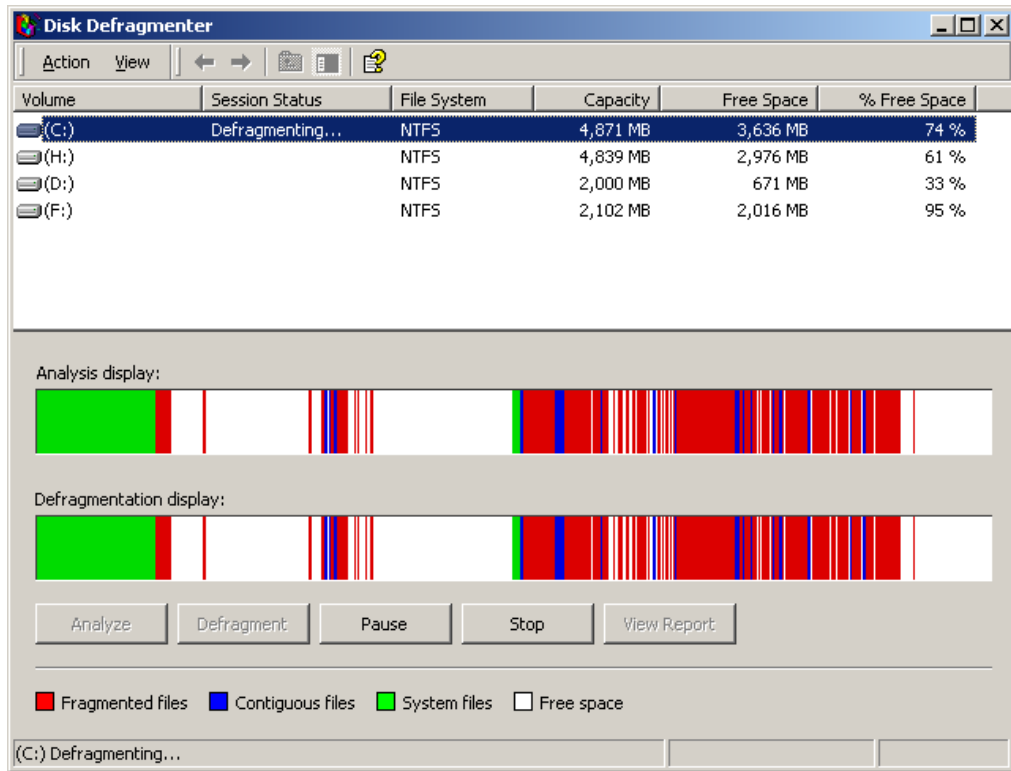 Disk Defragmenter
Action View
Volume Session Status File System Capacity Free Space % Free Space
(C:) Defragmenting... NTFS 4,871 MB 3,636 MB 74 %
(H:) NTFS 4,839 MB 2,976 MB 61 %
(D:) NTFS 2,000 MB 671 MB 33 %
(F:) NTFS 2,102 MB 2,016 MB 95 %
Analysis display:
Defragmentation display:
Analyze Defragment Pause Stop View Report
Fragmented files Contiguous files System files Free space
(C:) Defragmenting...